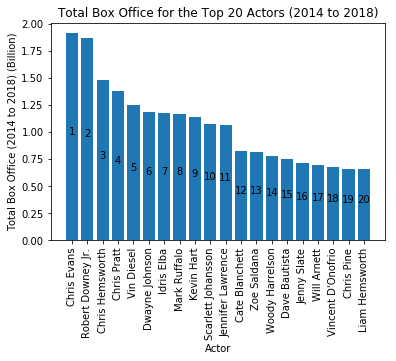 Total Box Office for the Top 20 Actors (2014 to 2018)
Total Box Office (2014 to 2018) (Billion)
2.00
1.75
1.50
1.25
1.00
0.75
0.50
0.25
0.00
1
2
3
4
5
6
7
8
9
10
11
12
13
14
15
16
17
18
19
20
Chris Evans
Robert Downey Jr.
Chris Hemsworth
Chris Pratt
Vin Diesel
Dwayne Johnson
Idris Elba
Mark Ruffalo
Kevin Hart
Scarlett Johansson
Jennifer Lawrence
Cate Blanchett
Zoe Saldana
Woody Harrelson
Dave Bautista
Jenny Slate
Will Arnett
Vincent D'Onofrio
Chris Pine
Liam Hemsworth
Actor